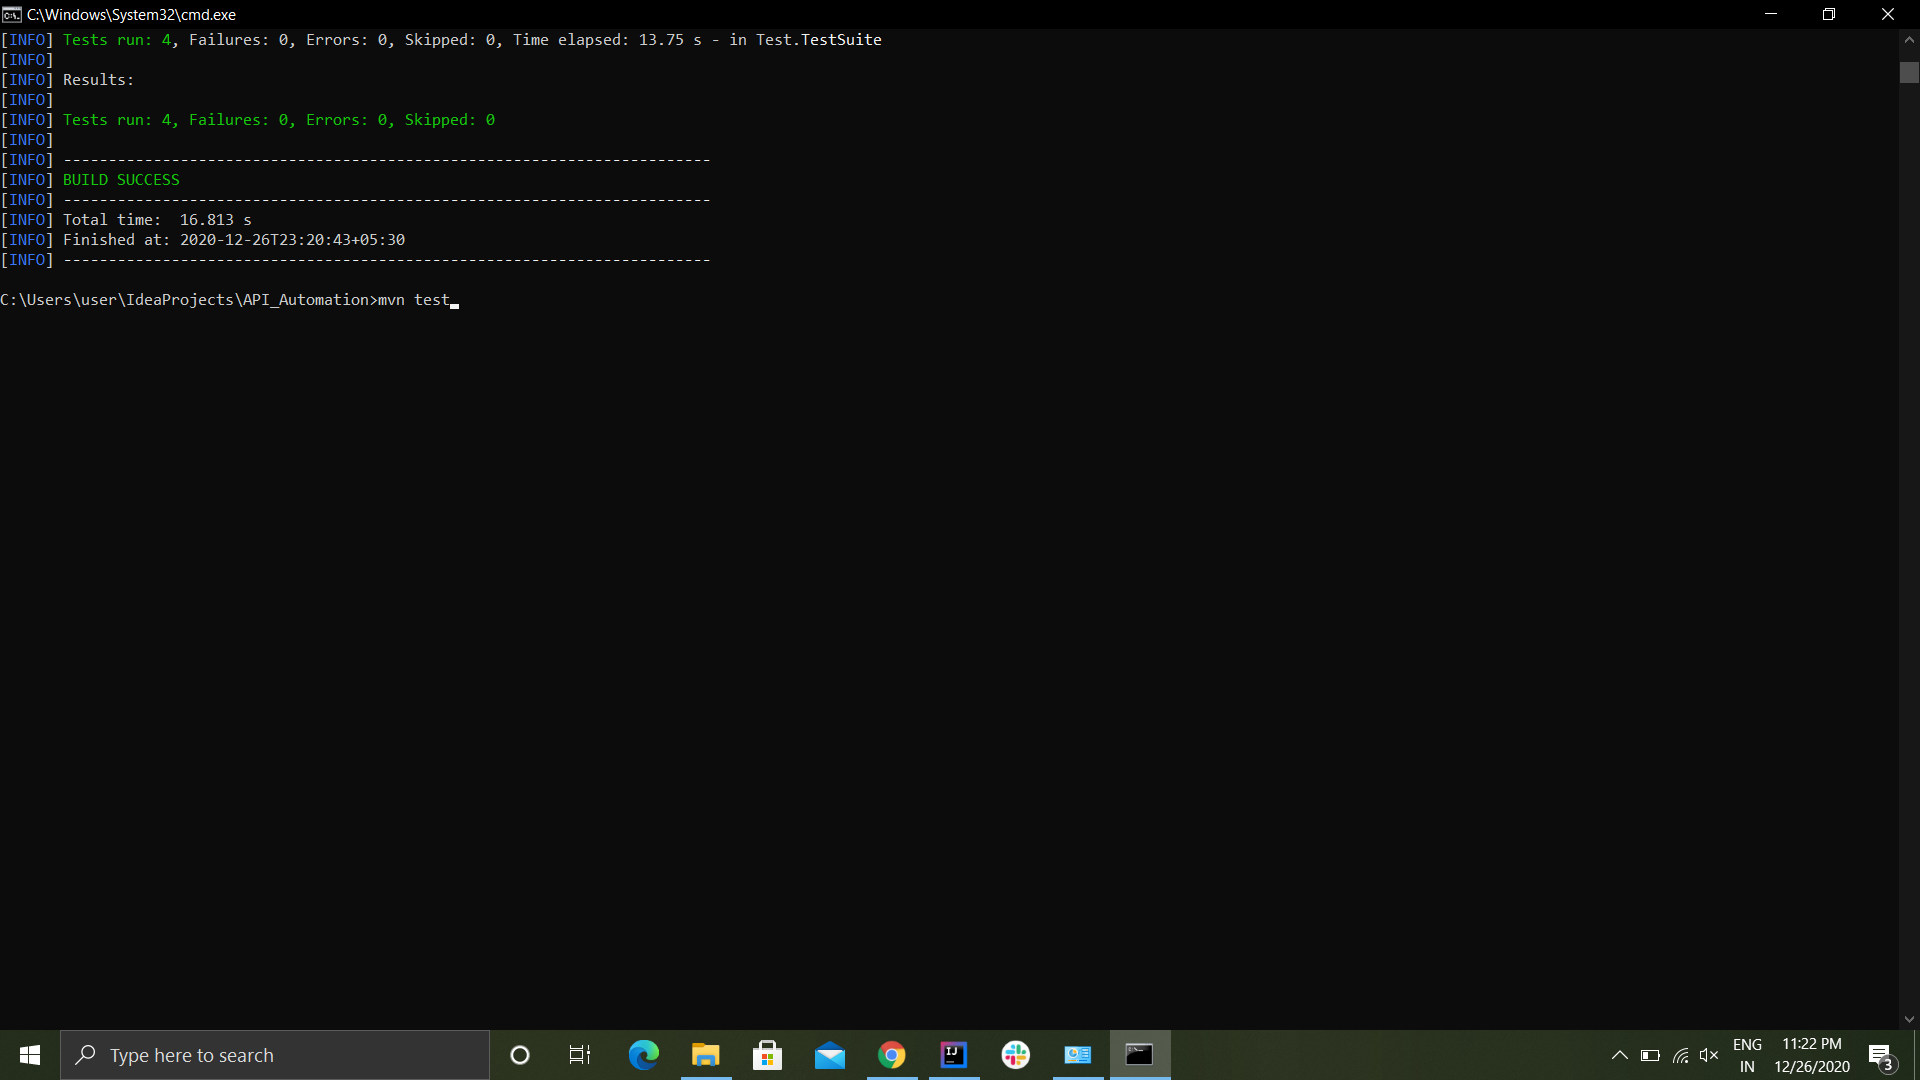 C:\Windows\System32\cmd.exe
[INFO] Tests run: 4, Failures: 0, Errors: 0, Skipped: 0, Time elapsed: 13.75 s - in Test.TestSuite
[INFO]
[INFO] Results:
[INFO]
[INFO] Tests run: 4, Failures: 0, Errors: 0, Skipped: 0
[INFO]
[INFO] ------------------------------------------------------------------------
[INFO] BUILD SUCCESS
[INFO] ------------------------------------------------------------------------
[INFO] Total time:  16.813 s
[INFO] Finished at: 2020-12-26T23:20:43+05:30
[INFO] ------------------------------------------------------------------------
C:\Users\user\IdeaProjects\API_Automation>mvn test
Type here to search
IJ
ENG
IN
11:22 PM
12/26/2020
3